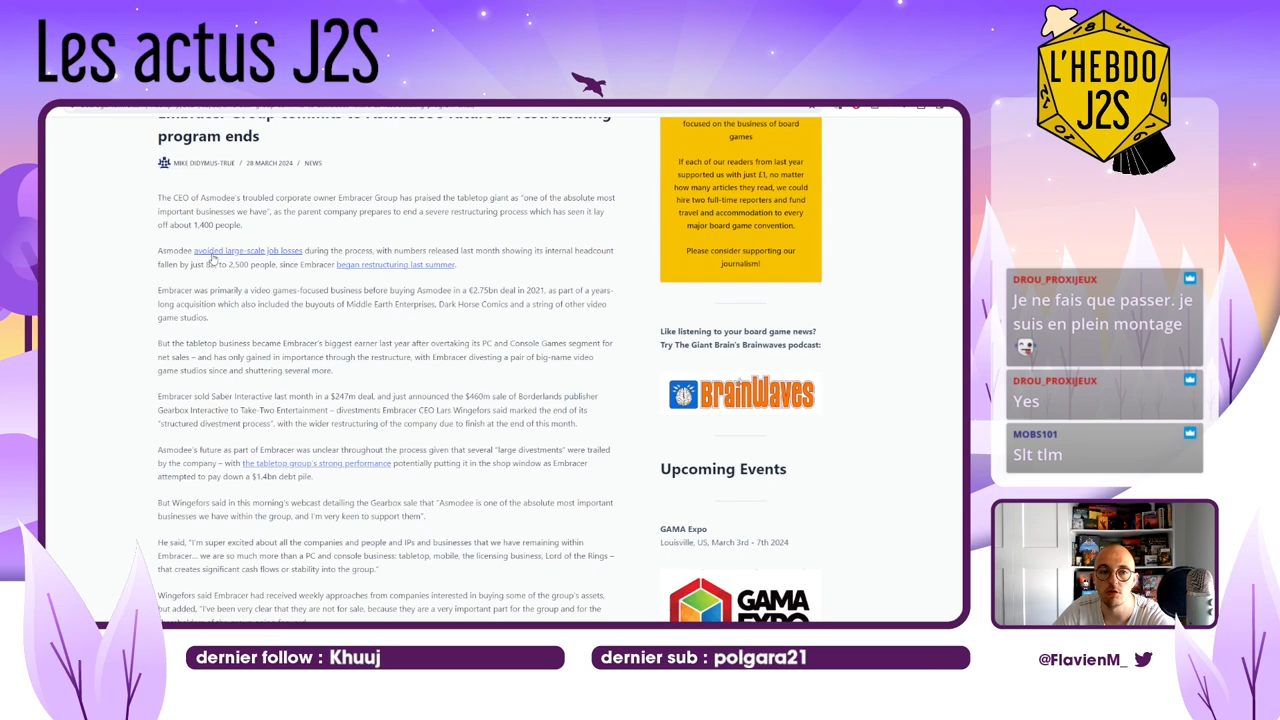 Les actus J2S
L'HEBDO
J2S
program ends
MIKE DIDYMUS-TRUE / 28 MARCH 2024 / NEWS
The CEO of Asmodee's troubled corporate owner Embracer Group has praised the tabletop giant as "one of the absolute most
important businesses we have", as the parent company prepares to end a severe restructuring process which has seen it lay
off about 1,400 people.
Asmodee avoided large-scale job losses during the process, with numbers released last month showing its internal headcount
fallen by just to 2,500 people, since Embracer began restructuring last summer.
Embracer was primarily a video games-focused business before buying Asmodee in a €2.75bn deal in 2021, as part of a years-
long acquisition which also included the buyouts of Middle Earth Enterprises, Dark Horse Comics and a string of other video
game studios.
But the tabletop business became Embracer's biggest earner last year after overtaking its PC and Console Games segment for
net sales – and has only gained in importance through the restructure, with Embracer divesting a pair of big-name video
game studios since and shuttering several more.
Embracer sold Saber Interactive last month in a $247m deal, and just announced the $460m sale of Borderlands publisher
Gearbox Interactive to Take-Two Entertainment – divestments Embracer CEO Lars Wingefors said marked the end of its
"structured divestment process", with the wider restructuring of the company due to finish at the end of this month.
Asmodee's future as part of Embracer was unclear throughout the process given that several "large divestments" were trailed
by the company – with the tabletop group's strong performance potentially putting it in the shop window as Embracer
attempted to pay down a $1.4bn debt pile.
But Wingefors said in this morning's webcast detailing the Gearbox sale that "Asmodee is one of the absolute most important
businesses we have within the group, and I'm very keen to support them".
He said, "I'm super excited about all the companies and people and IPs and businesses that we have remaining within
Embracer... we are so much more than a PC and console business: tabletop, mobile, the licensing business, Lord of the Rings –
that creates significant cash flows or stability into the group."
Wingefors said Embracer had received weekly approaches from companies interested in buying some of the group's assets,
but added, "I've been very clear that they are not for sale, because they are a very important part for the group and for the
focused on the business of board
games
If each of our readers from last year
supported us with just £1, no matter
how many articles they read, we could
hire two full-time reporters and fund
travel and accommodation to every
major board game convention.
Please consider supporting our
journalism!
Like listening to your board game news?
Try The Giant Brain's Brainwaves podcast:
BRAINWAVES
Upcoming Events
GAMA Expo
Louisville, US, March 3rd - 7th 2024
GAMA
EXPO
DROU_PROXIJEUX
Je ne fais que passer. je
suis en plein montage
DROU_PROXIJEUX
Yes
MOBS101
Slt tlm
dernier follow : Khuuj
dernier sub : polgara21
@FlavienM_